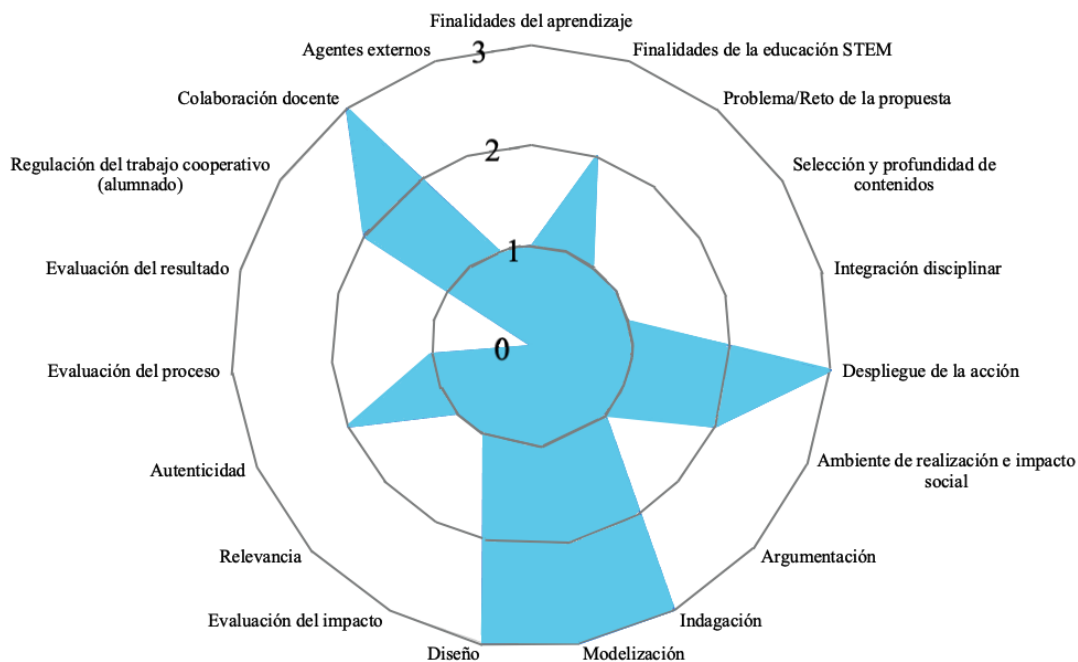 Finalidades del aprendizaje
Agentes externos
3
Finalidades de la educación STEM
Colaboración docente
Problema/Reto de la propuesta
2
Regulación del trabajo cooperativo
(alumnado)
Selección y profundidad de
contenidos
1
Evaluación del resultado
Integración disciplinar
0
Evaluación del proceso
Despliegue de la acción
Autenticidad
Ambiente de realización e impacto
social
Relevancia
Argumentación
Evaluación del impacto
Indagación
Diseño
Modelización